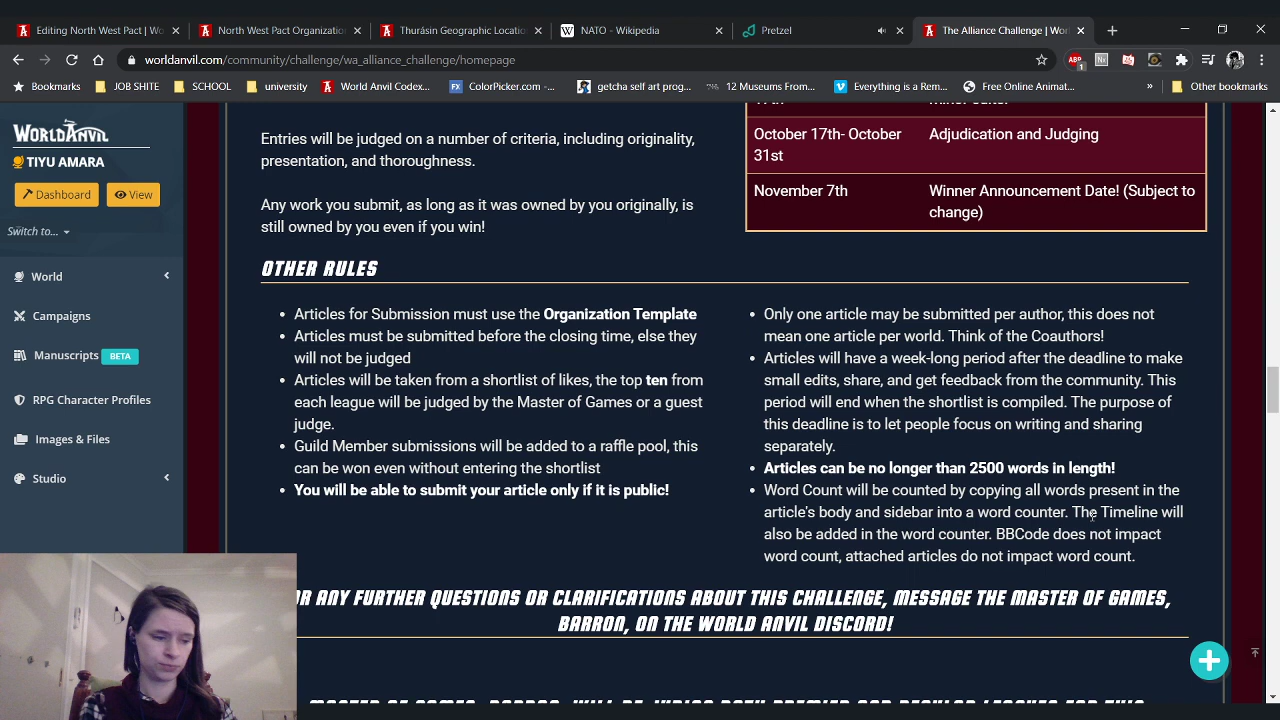 Editing North West Pact | Wo
North West Pact Organization
Thurásin Geographic Locatio
NATO - Wikipedia
Pretzel
The Alliance Challenge | Worl
worldanvil.com/community/challenge/wa_alliance_challenge/homepage
Bookmarks
JOB SHITE
SCHOOL
university
World Anvil Codex...
ColorPicker.com -...
getcha self art prog...
12 Museums From...
Everything is a Rem...
Free Online Animat...
Other bookmarks
WORLDANVIL
TIYU AMARA
Dashboard
View
Switch to...
World
Campaigns
Manuscripts BETA
RPG Character Profiles
Images & Files
Studio
Entries will be judged on a number of criteria, including originality,
presentation, and thoroughness.
Any work you submit, as long as it was owned by you originally, is
still owned by you even if you win!
October 17th- October
31st
Adjudication and Judging
November 7th
Winner Announcement Date! (Subject to
change)
OTHER RULES
• Articles for Submission must use the Organization Template
• Articles must be submitted before the closing time, else they
will not be judged
• Articles will be taken from a shortlist of likes, the top ten from
each league will be judged by the Master of Games or a guest
judge.
• Guild Member submissions will be added to a raffle pool, this
can be won even without entering the shortlist
• You will be able to submit your article only if it is public!
• Only one article may be submitted per author, this does not
mean one article per world. Think of the Coauthors!
• Articles will have a week-long period after the deadline to make
small edits, share, and get feedback from the community. This
period will end when the shortlist is compiled. The purpose of
this deadline is to let people focus on writing and sharing
separately.
• Articles can be no longer than 2500 words in length!
• Word Count will be counted by copying all words present in the
article's body and sidebar into a word counter. The Timeline will
also be added in the word counter. BBCode does not impact
word count, attached articles do not impact word count.
OR ANY FURTHER QUESTIONS OR CLARIFICATIONS ABOUT THIS CHALLENGE, MESSAGE THE MASTER OF GAMES,
BARRON, ON THE WORLD ANVIL DISCORD!